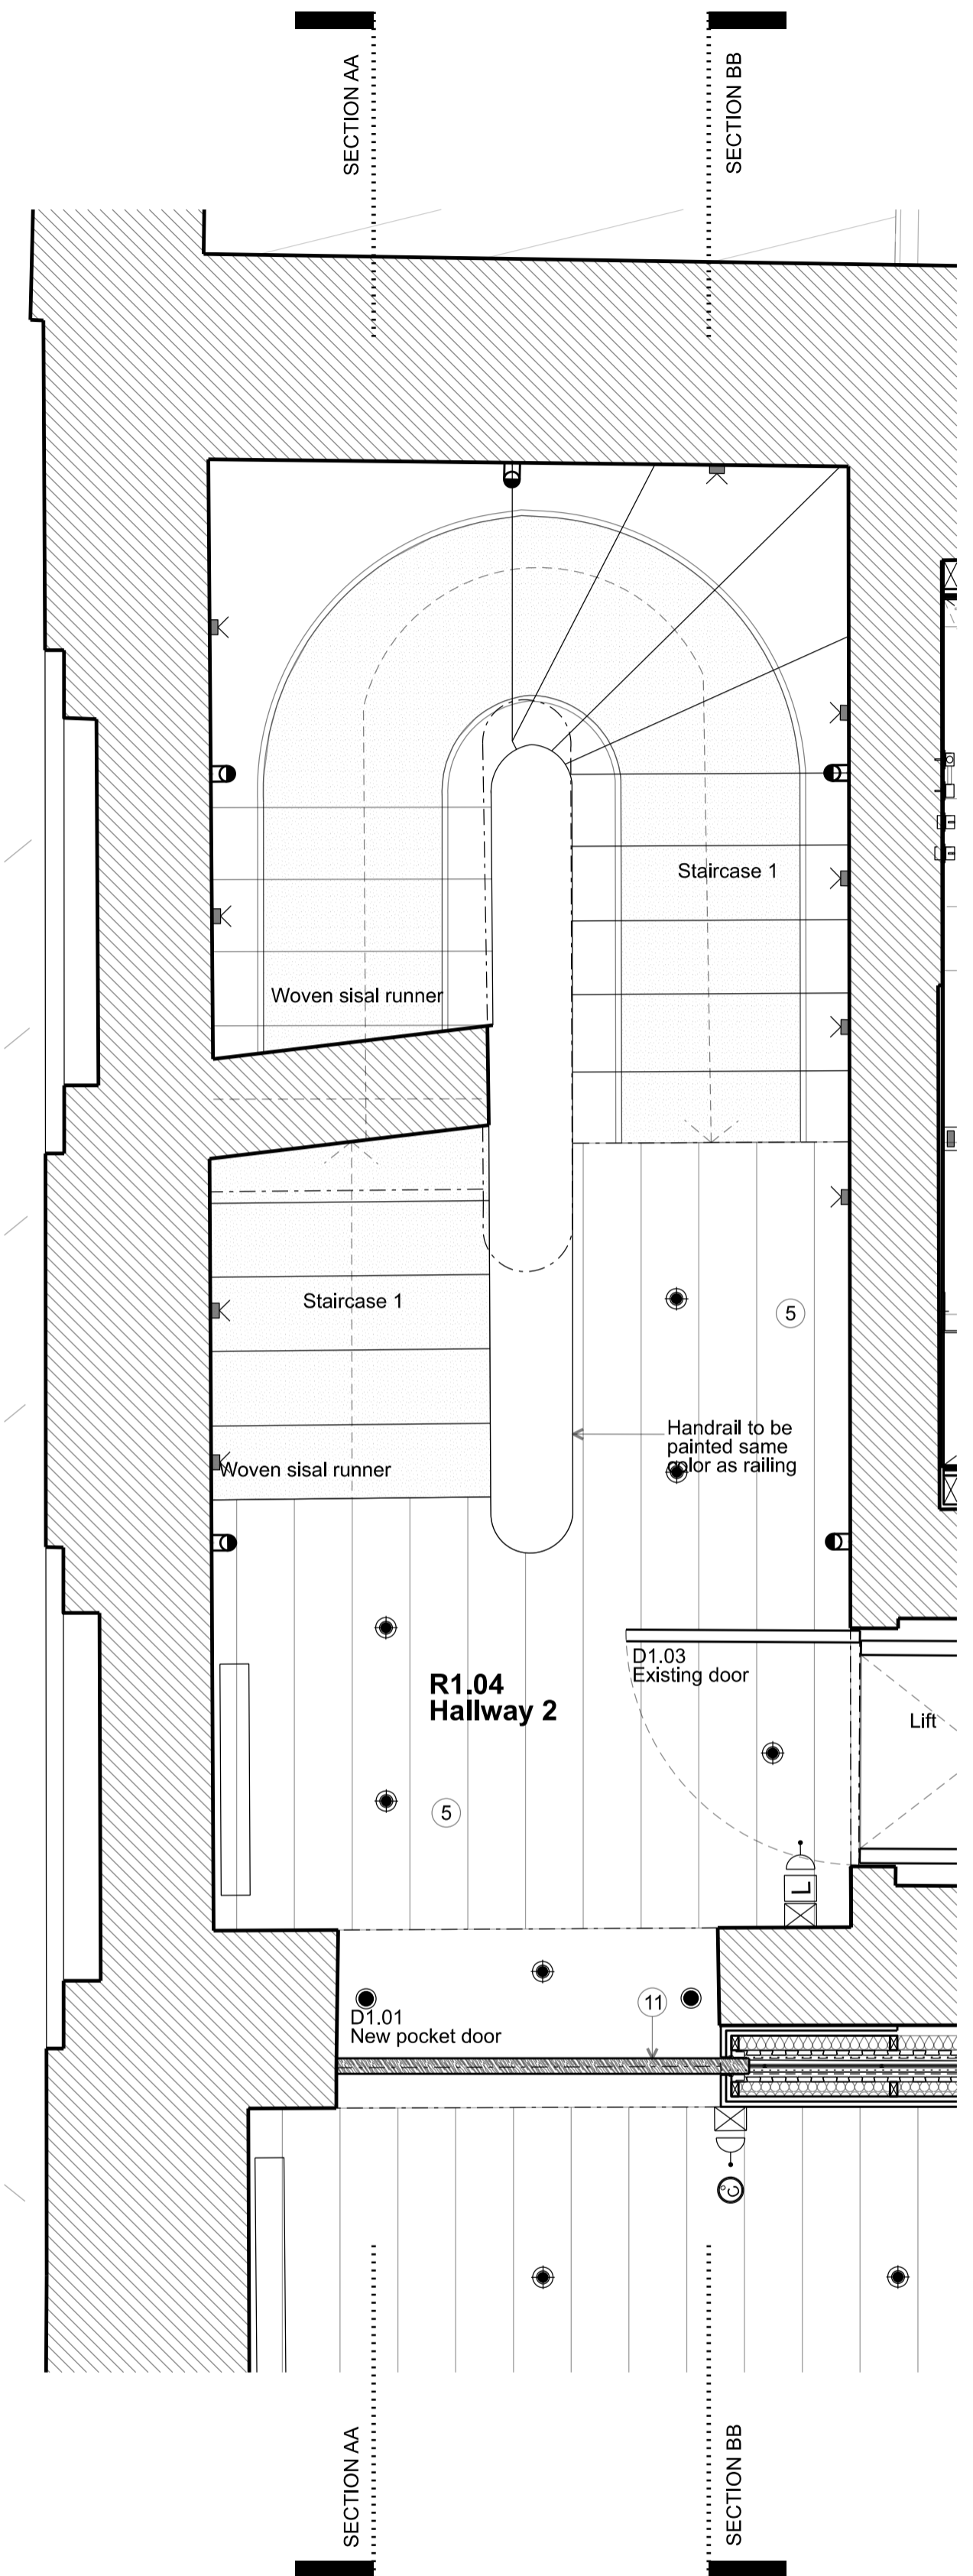 SECTION AA
SECTION BB
Staircase 1
Woven sisal runner
Staircase 1
5
Handrail to be
painted same
color as railing
Woven sisal runner
D1.03
Existing door
R1.04
Hallway 2
Lift
5
L
11
D1.01
New pocket door
°C
SECTION AA
SECTION BB